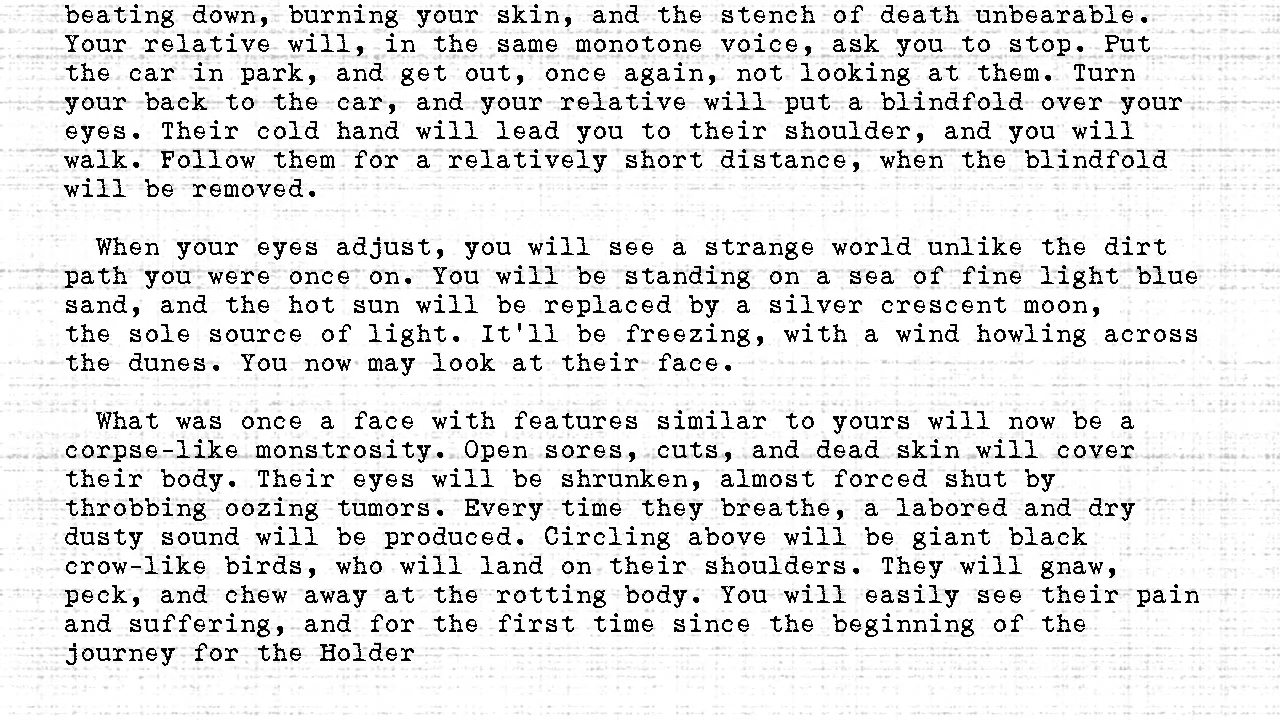 beating down, burning your skin, and the stench of death unbearable.
Your relative will, in the same monotone voice, ask you to stop. Put
the car in park, and get out, once again, not looking at them. Turn
your back to the car, and your relative will put a blindfold over your
eyes. Their cold hand will lead you to their shoulder, and you will
walk. Follow them for a relatively short distance, when the blindfold
will be removed.
When your eyes adjust, you will see a strange world unlike the dirt
path you were once on. You will be standing on a sea of fine light blue
sand, and the hot sun will be replaced by a silver crescent moon,
the sole source of light. It'll be freezing, with a wind howling across
the dunes. You now may look at their face.
What was once a face with features similar to yours will now be a
corpse-like monstrosity. Open sores, cuts, and dead skin will cover
their body. Their eyes will be shrunken, almost forced shut by
throbbing oozing tumors. Every time they breathe, a labored and dry
dusty sound will be produced. Circling above will be giant black
crow-like birds, who will land on their shoulders. They will gnaw,
peck, and chew away at the rotting body. You will easily see their pain
and suffering, and for the first time since the beginning of the
journey for the Holder